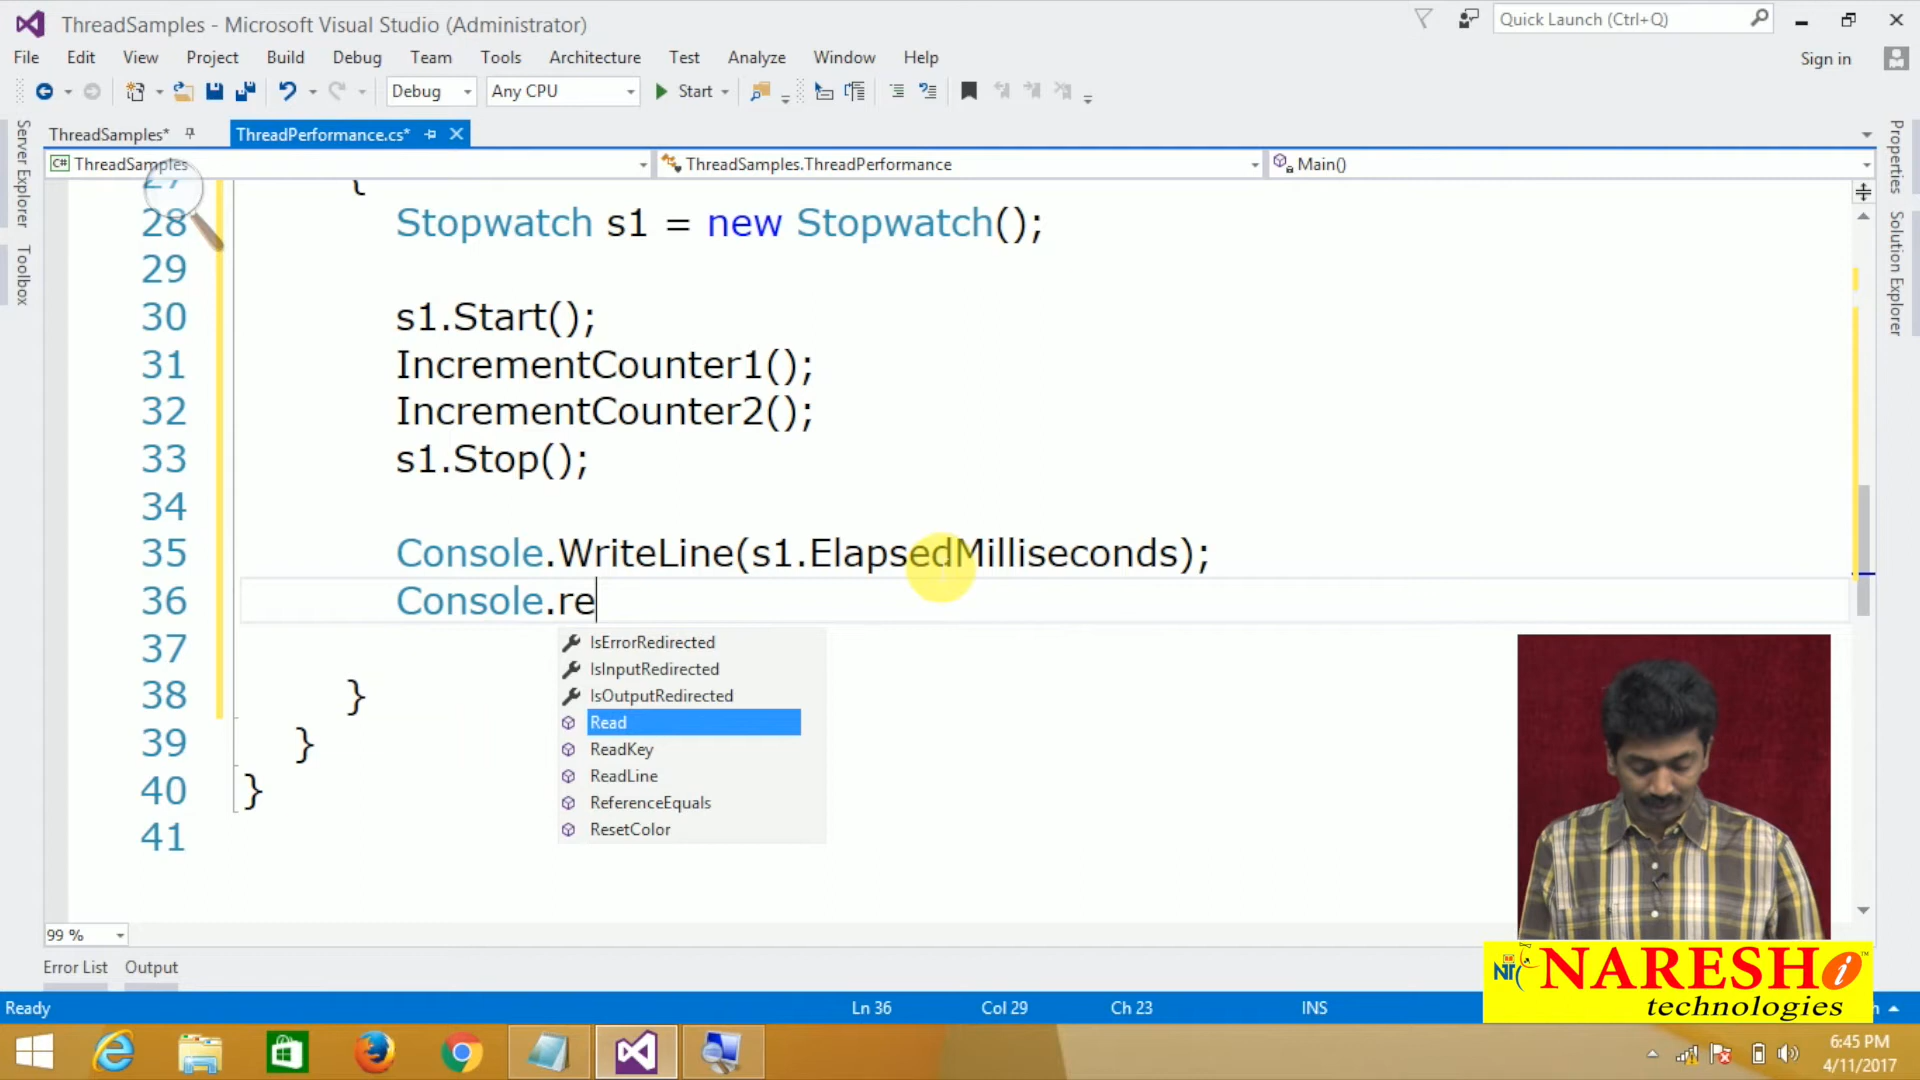 ThreadSamples - Microsoft Visual Studio (Administrator)
Quick Launch (Ctrl+Q)
File Edit View Project Build Debug Team Tools Architecture Test Analyze Window Help
Sign in
Debug Any CPU Start
ThreadSamples* ThreadPerformance.cs*
C# ThreadSamples ThreadSamples.ThreadPerformance Main()
Server Explorer
Toolbox
Properties
Solution Explorer
27 {
28 Stopwatch s1 = new Stopwatch();
29
30 s1.Start();
31 IncrementCounter1();
32 IncrementCounter2();
33 s1.Stop();
34
35 Console.WriteLine(s1.ElapsedMilliseconds);
36 Console.re
37
38 }
39 }
40 }
41
IsErrorRedirected
IsInputRedirected
IsOutputRedirected
Read
ReadKey
ReadLine
ReferenceEquals
ResetColor
99 %
Error List Output
Ready Ln 36 Col 29 Ch 23 INS
NARESH i
technologies
6:45 PM
4/11/2017